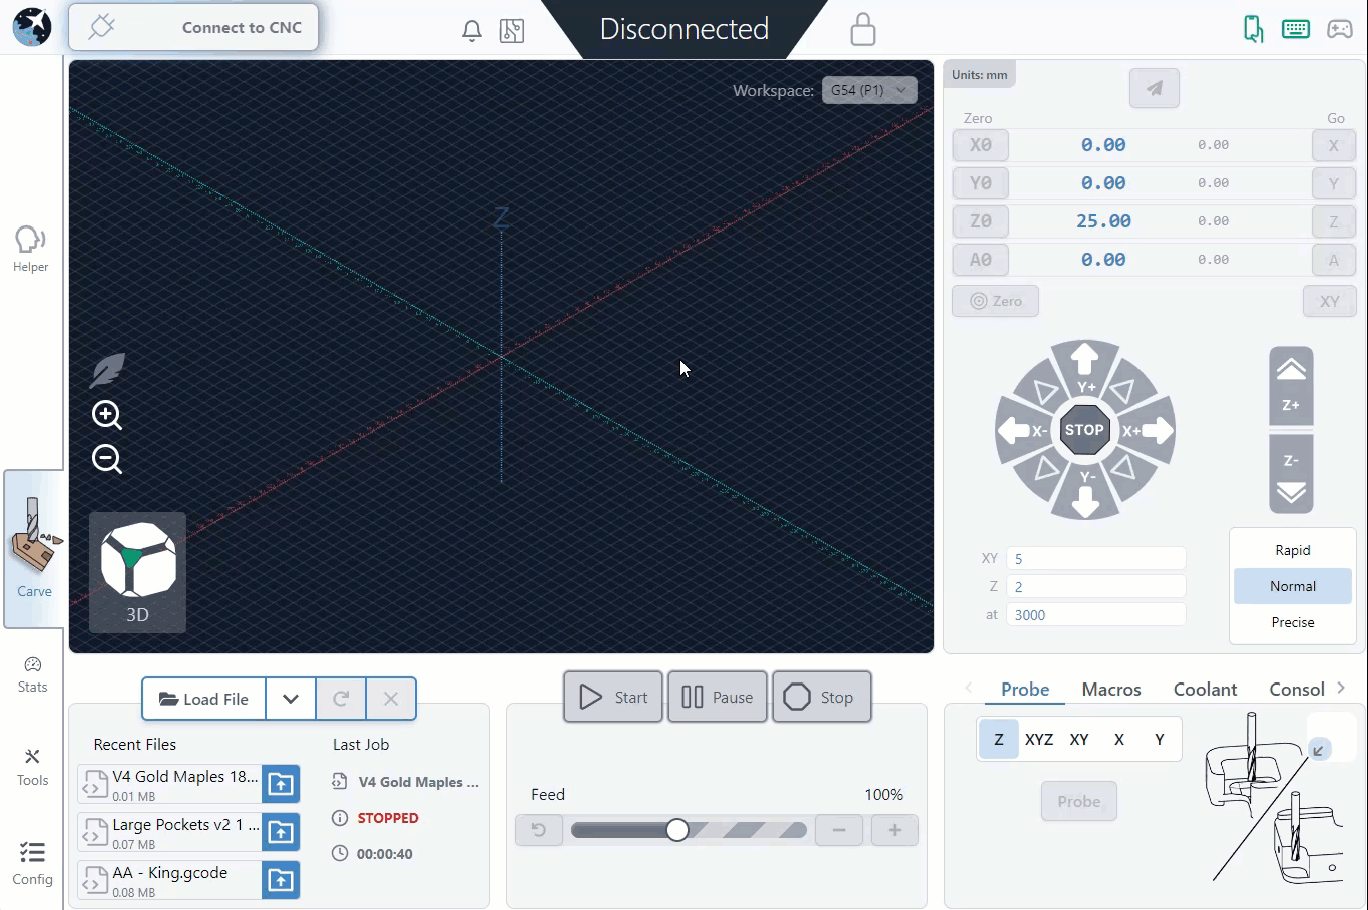 Connect to CNC
Disconnected
Helper
Carve
Stats
Tools
Config
Workspace:
G54 (P1)
Z
3D
Units: mm
Zero
Go
X0
0.00
0.00
X
Y0
0.00
0.00
Y
Z0
25.00
0.00
Z
A0
0.00
0.00
A
Zero
XY
Y+
X-
STOP
X+
Y-
Z+
Z-
XY
5
Z
2
at
3000
Rapid
Normal
Precise
Load File
Recent Files
V4 Gold Maples 18...
0.01 MB
Large Pockets v2 1 ...
0.07 MB
AA - King.gcode
0.08 MB
Last Job
V4 Gold Maples ...
STOPPED
00:00:40
Start
Pause
Stop
Feed
100%
Probe
Macros
Coolant
Consol
Z
XYZ
XY
X
Y
Probe